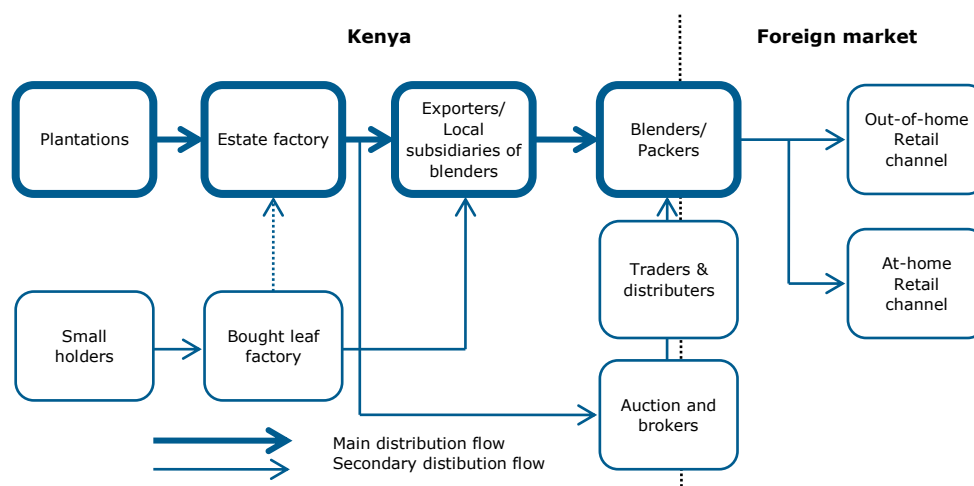 Kenya
Foreign market
Plantations
Estate factory
Exporters/
Local
subsidiaries of
blenders
Blenders/
Packers
Out-of-home
Retail
channel
Traders &
distributers
At-home
Retail
channel
Small
holders
Bought leaf
factory
Auction and
brokers
Main distribution flow
Secondary distibution flow